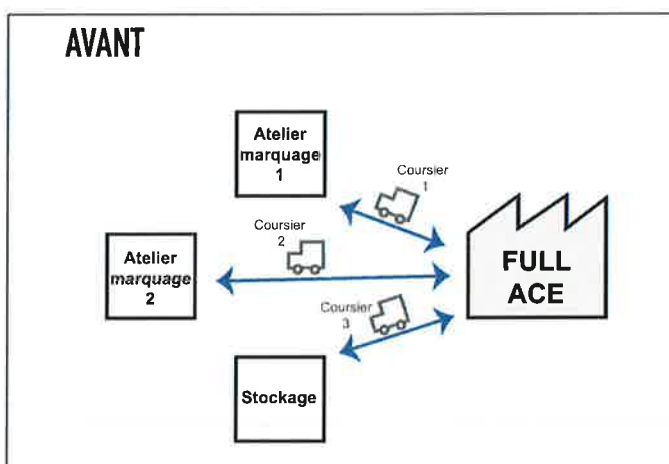 AVANT
Atelier
marquage
1
Coursier
1
Coursier
2
Atelier
marquage
2
FULL
ACE
Coursier
3
Stockage